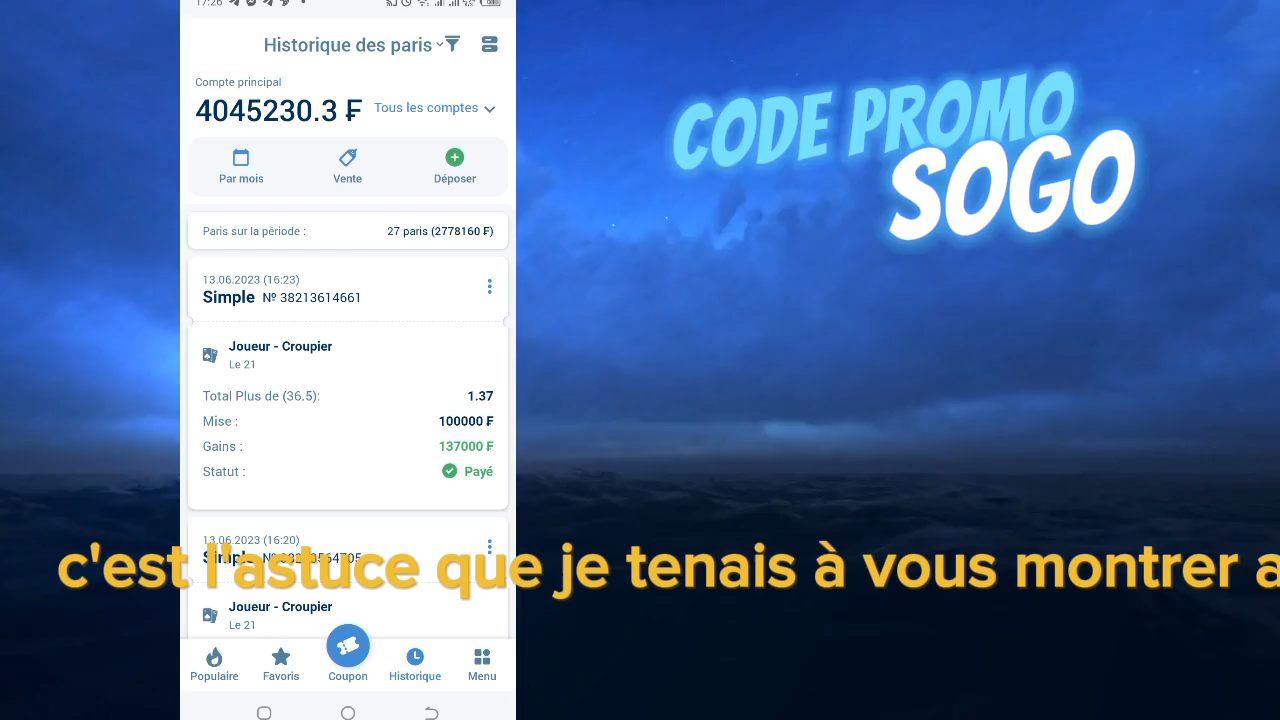 17:26
Historique des paris
Compte principal
4045230.3 ₣
Tous les comptes
Par mois
Vente
Déposer
Paris sur la période :
27 paris (2778160 ₣)
13.06.2023 (16:23)
Simple № 38213614661
Joueur - Croupier
Le 21
Total Plus de (36.5): 1.37
Mise : 100000 ₣
Gains : 137000 ₣
Statut : Payé
13.06.2023 (16:20)
Simple
c'est l'astuce que je tenais à vous montrer a
Joueur - Croupier
Le 21
Populaire
Favoris
Coupon
Historique
Menu
CODE PROMO
SOGO